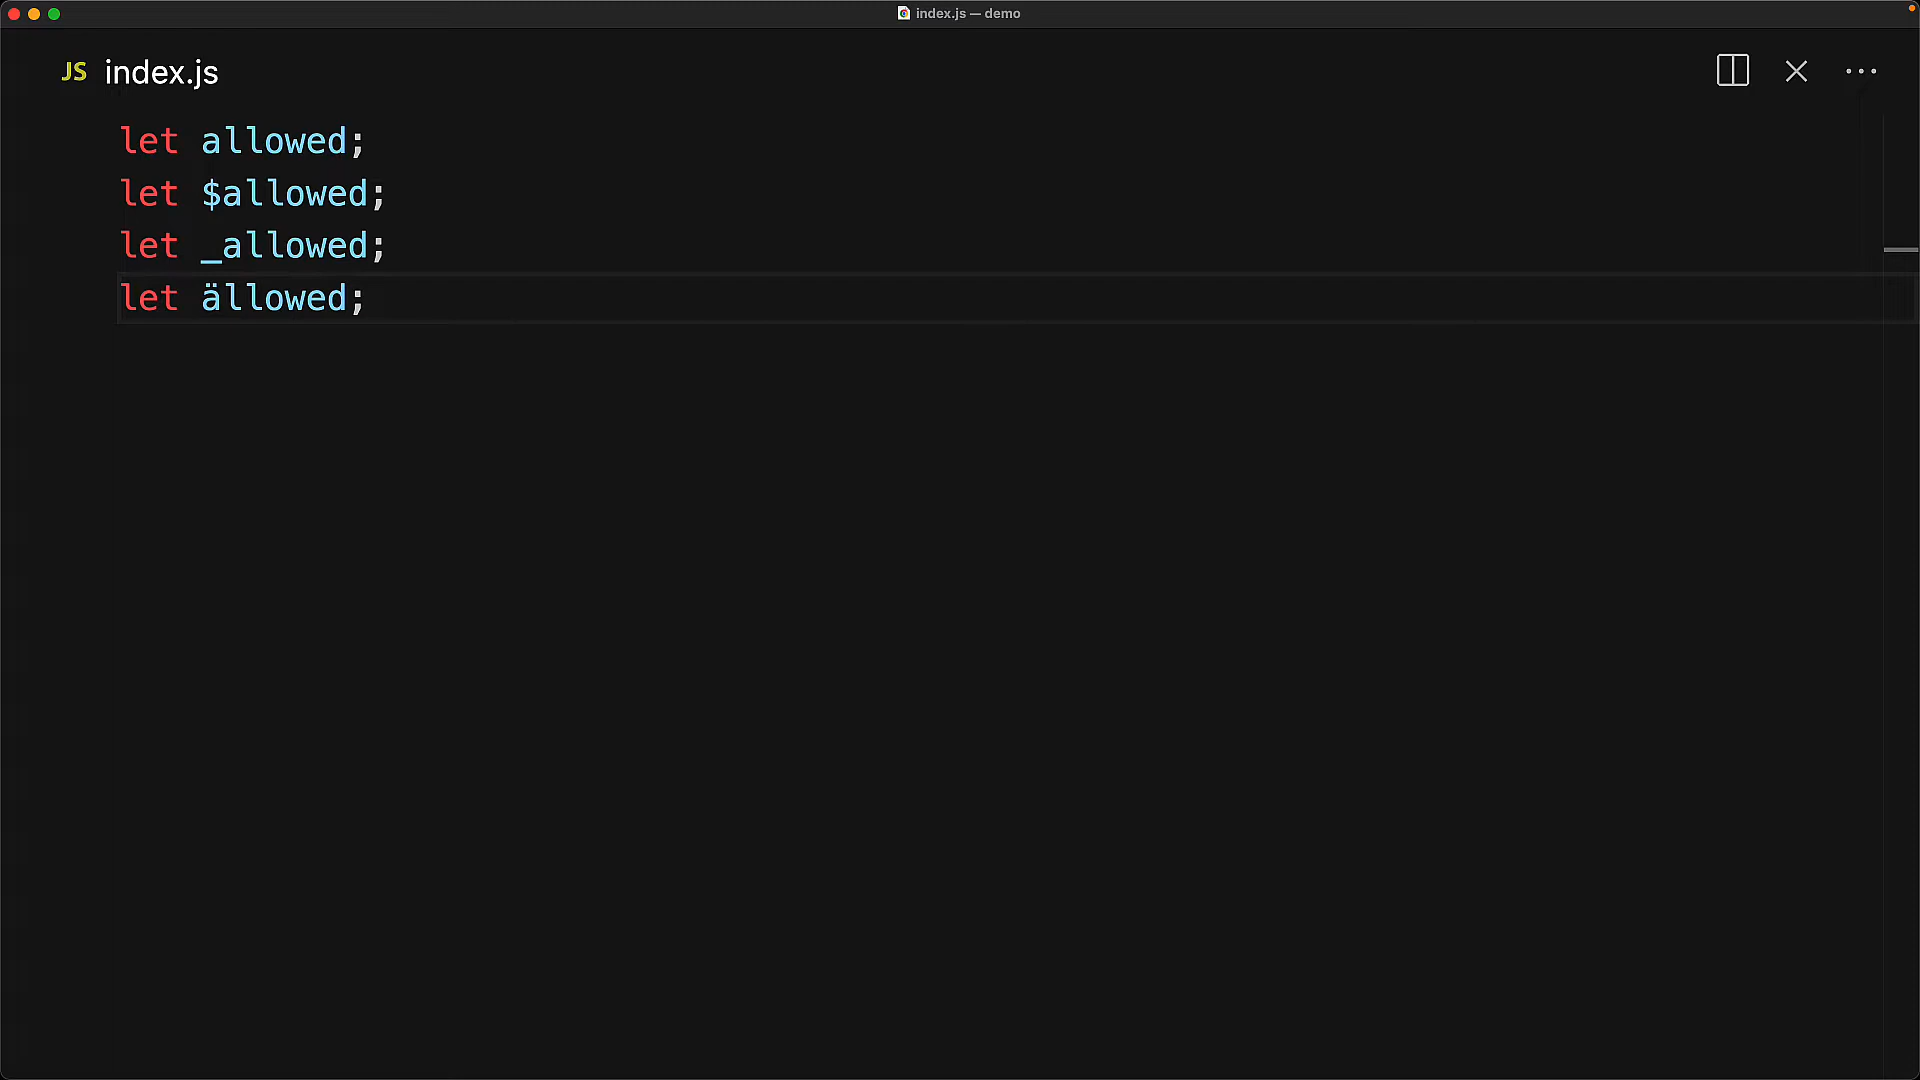 index.js — demo
JS index.js
let allowed;
let $allowed;
let _allowed;
let ällowed;